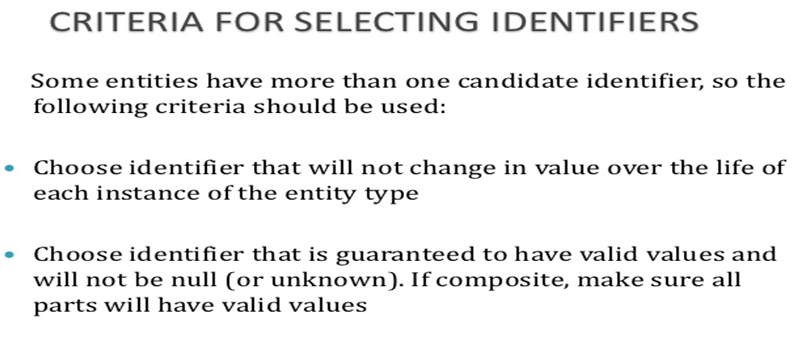 CRITERIA FOR SELECTING IDENTIFIERS
Some entities have more than one candidate identifier, so the
following criteria should be used:
• Choose identifier that will not change in value over the life of
each instance of the entity type
• Choose identifier that is guaranteed to have valid values and
will not be null (or unknown). If composite, make sure all
parts will have valid values